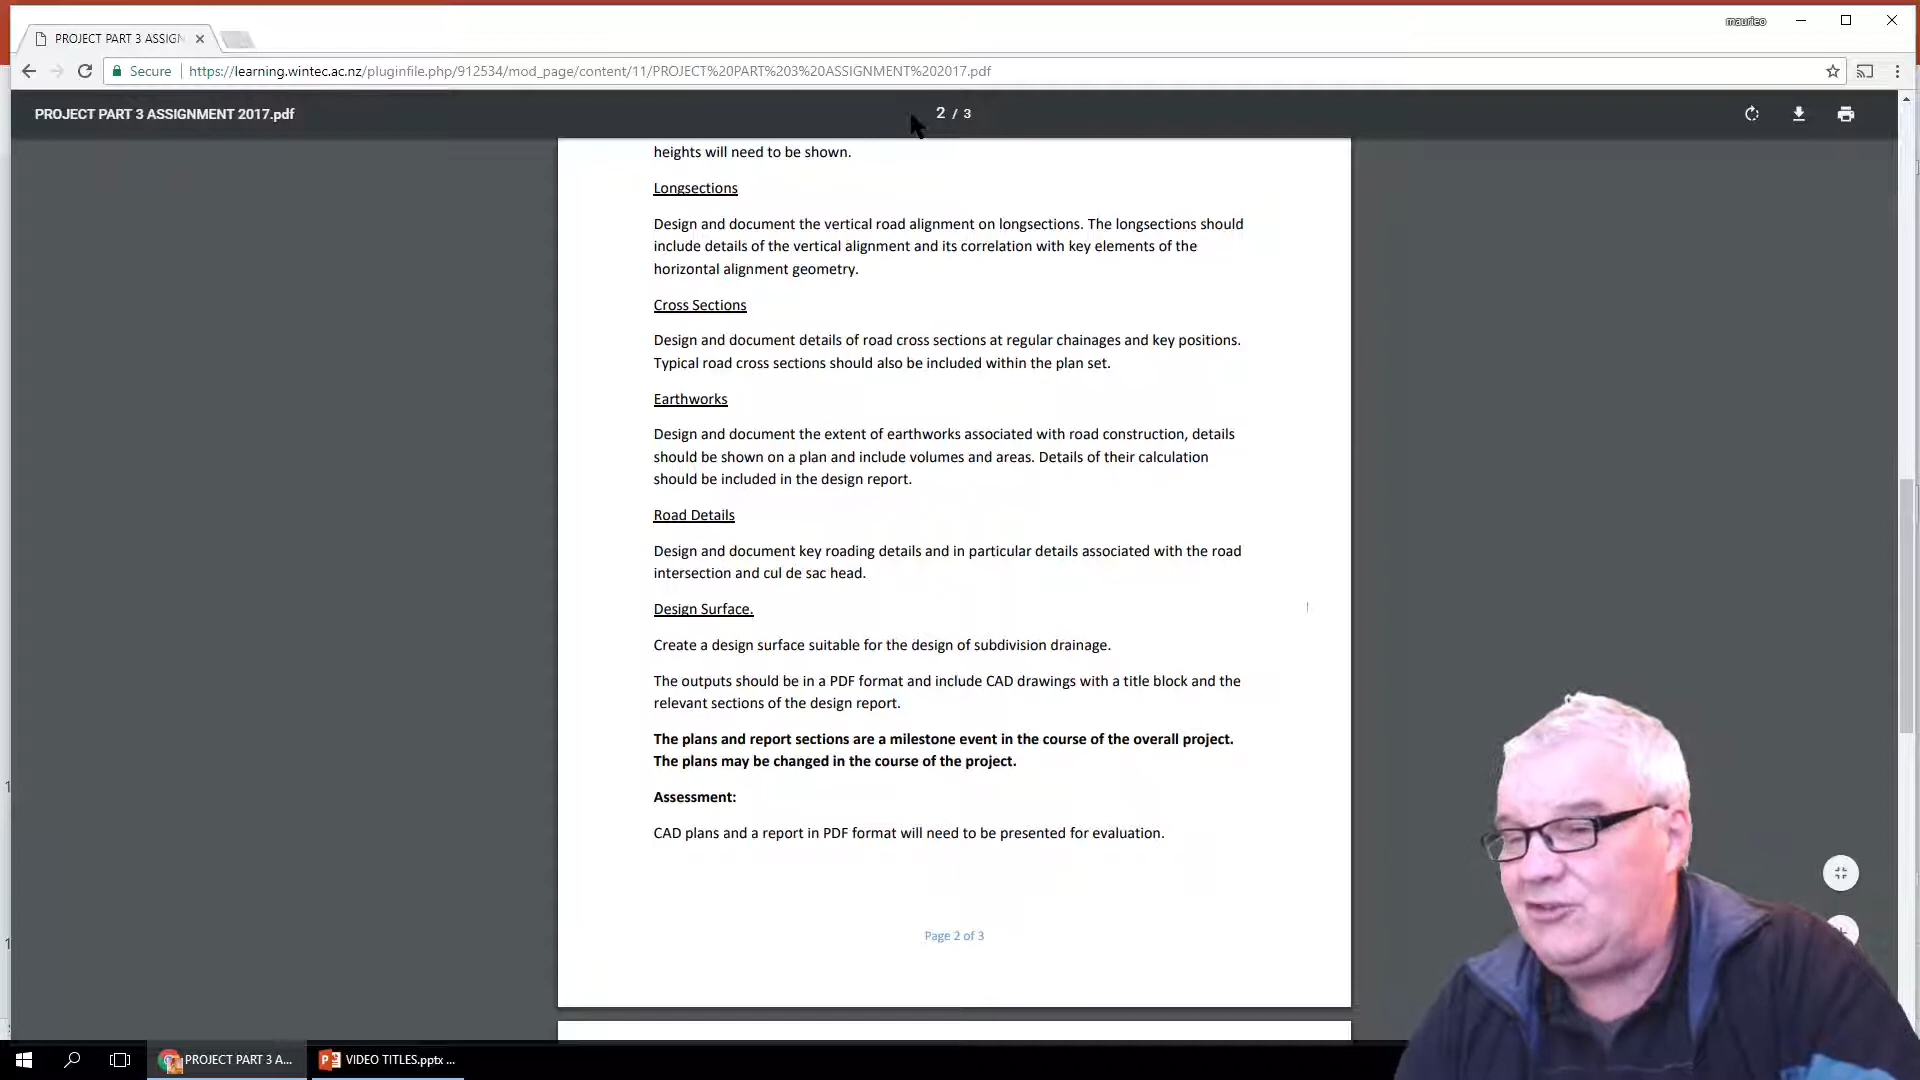 maurieo
PROJECT PART 3 ASSIGN
Secure
https://learning.wintec.ac.nz/pluginfile.php/912534/mod_page/content/11/PROJECT%20PART%203%20ASSIGNMENT%202017.pdf
PROJECT PART 3 ASSIGNMENT 2017.pdf
2 / 3
heights will need to be shown.
Longsections
Design and document the vertical road alignment on longsections. The longsections should
include details of the vertical alignment and its correlation with key elements of the
horizontal alignment geometry.
Cross Sections
Design and document details of road cross sections at regular chainages and key positions.
Typical road cross sections should also be included within the plan set.
Earthworks
Design and document the extent of earthworks associated with road construction, details
should be shown on a plan and include volumes and areas. Details of their calculation
should be included in the design report.
Road Details
Design and document key roading details and in particular details associated with the road
intersection and cul de sac head.
Design Surface.
Create a design surface suitable for the design of subdivision drainage.
The outputs should be in a PDF format and include CAD drawings with a title block and the
relevant sections of the design report.
The plans and report sections are a milestone event in the course of the overall project.
The plans may be changed in the course of the project.
Assessment:
CAD plans and a report in PDF format will need to be presented for evaluation.
Page 2 of 3
PROJECT PART 3 A...
VIDEO TITLES.pptx ...